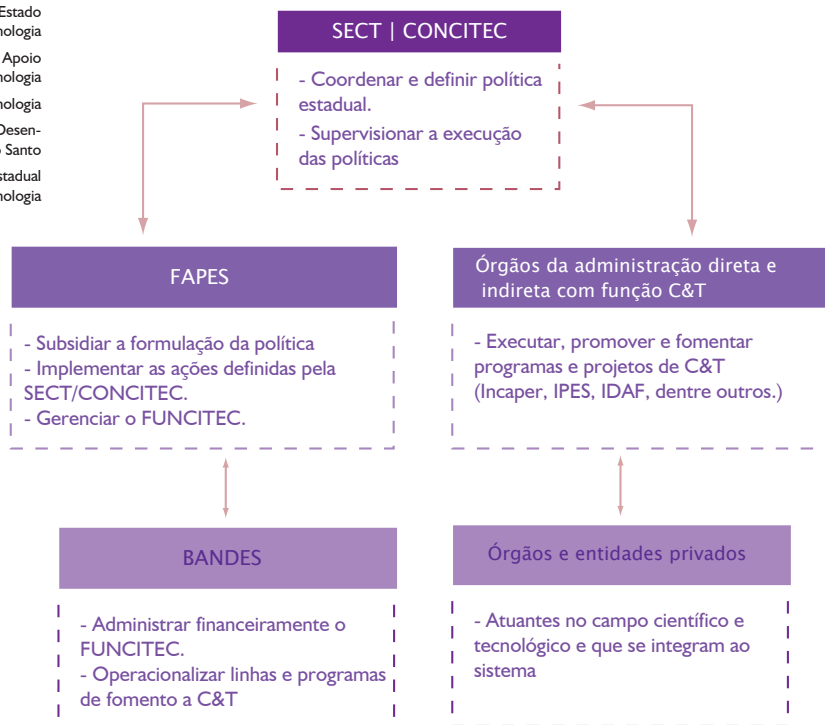 Estado
nologia
Apoio
nologia
nologia
Desen-
o Santo
stadual
nologia
SECT | CONCITEC
- Coordenar e definir política
estadual.
- Supervisionar a execução
das políticas
FAPES
- Subsidiar a formulação da política
- Implementar as ações definidas pela
SECT/CONCITEC.
- Gerenciar o FUNCITEC.
Órgãos da administração direta e
indireta com função C&T
- Executar, promover e fomentar
programas e projetos de C&T
(Incaper, IPES, IDAF, dentre outros.)
BANDES
- Administrar financeiramente o
FUNCITEC.
- Operacionalizar linhas e programas
de fomento a C&T
Órgãos e entidades privados
- Atuantes no campo científico e
tecnológico e que se integram ao
sistema